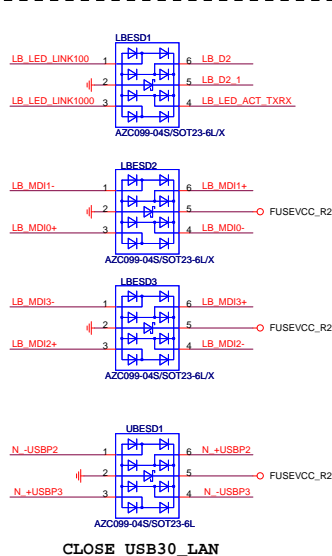 LBESD1
LB_LED_LINK100 1 6 LB_D2
2 5 LB_D2_1
LB_LED_LINK1000 3 4 LB_LED_ACT_TXRX
AZC099-04S/SOT23-6L/X
LBESD2
LB_MDI1- 1 6 LB_MDI1+
2 5 FUSEVCC_R2
LB_MDI0+ 3 4 LB_MDI0-
AZC099-04S/SOT23-6L/X
LBESD3
LB_MDI3- 1 6 LB_MDI3+
2 5 FUSEVCC_R2
LB_MDI2+ 3 4 LB_MDI2-
AZC099-04S/SOT23-6L/X
UBESD1
N_-USBP2 1 6 N_+USBP2
2 5 FUSEVCC_R2
N_+USBP3 3 4 N_-USBP3
AZC099-04S/SOT23-6L
CLOSE USB30_LAN